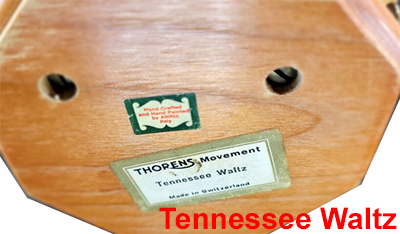 Hand Crafted
and Hand Painted
by ANRI
Italy
THORENS Movement
Tennessee Waltz
Made in Switzerland
Tennessee Waltz